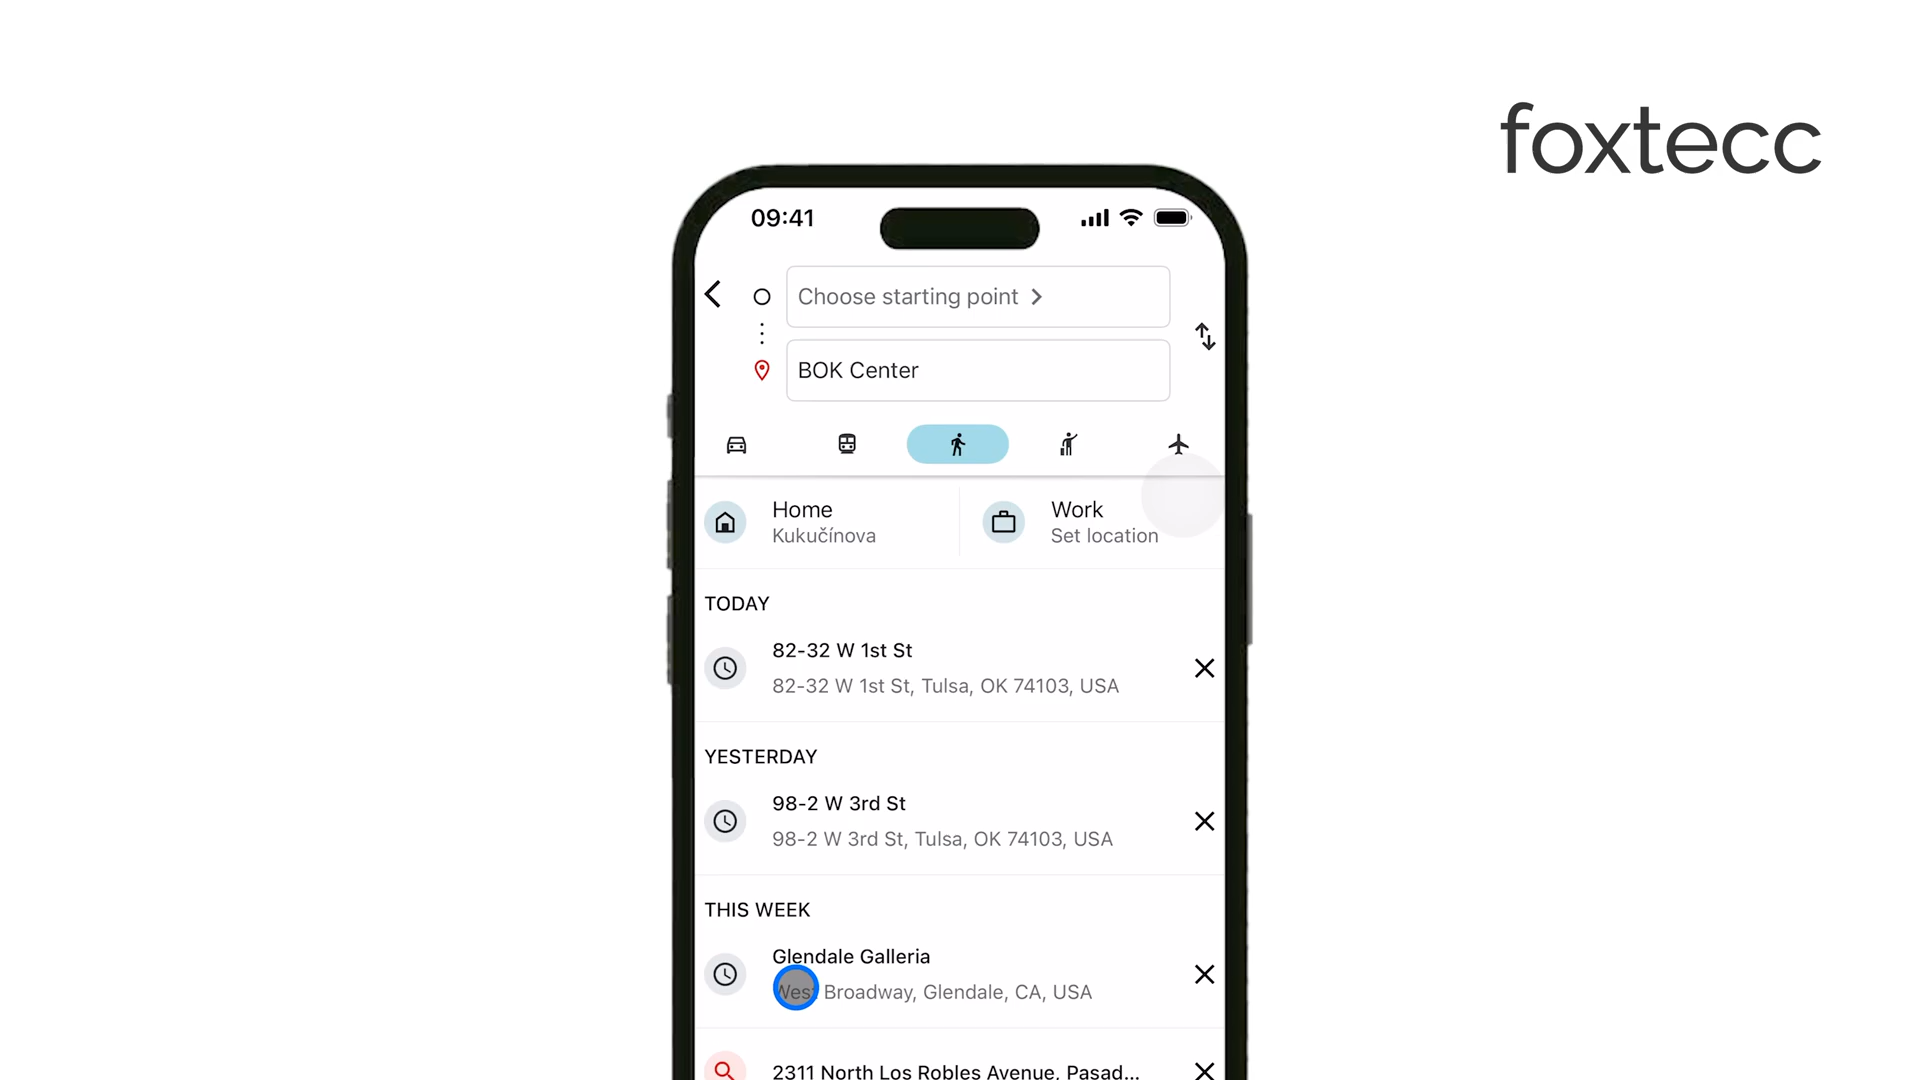 foxtecc
09:41
Choose starting point
BOK Center
Home
Kukučínova
Work
Set location
TODAY
82-32 W 1st St
82-32 W 1st St, Tulsa, OK 74103, USA
YESTERDAY
98-2 W 3rd St
98-2 W 3rd St, Tulsa, OK 74103, USA
THIS WEEK
Glendale Galleria
West Broadway, Glendale, CA, USA
2311 North Los Robles Avenue, Pasad...